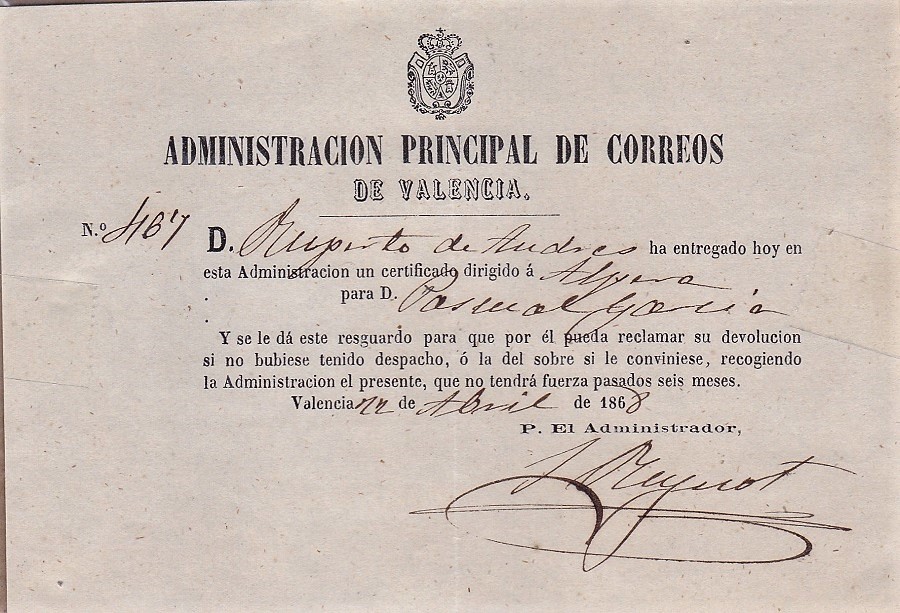 ADMINISTRACION PRINCIPAL DE CORREOS
DE VALENCIA.
N.º 467
D. Ruperto de Andres ha entregado hoy en
esta Administracion un certificado dirigido á
para D. Pascual Garcia
Y se le dá este resguardo para que por él pueda reclamar su devolucion
si no bubiese tenido despacho, ó la del sobre si le conviniese, recogiendo
la Administracion el presente, que no tendrá fuerza pasados seis meses.
Valencia 22 de Abril de 1868
P. El Administrador,